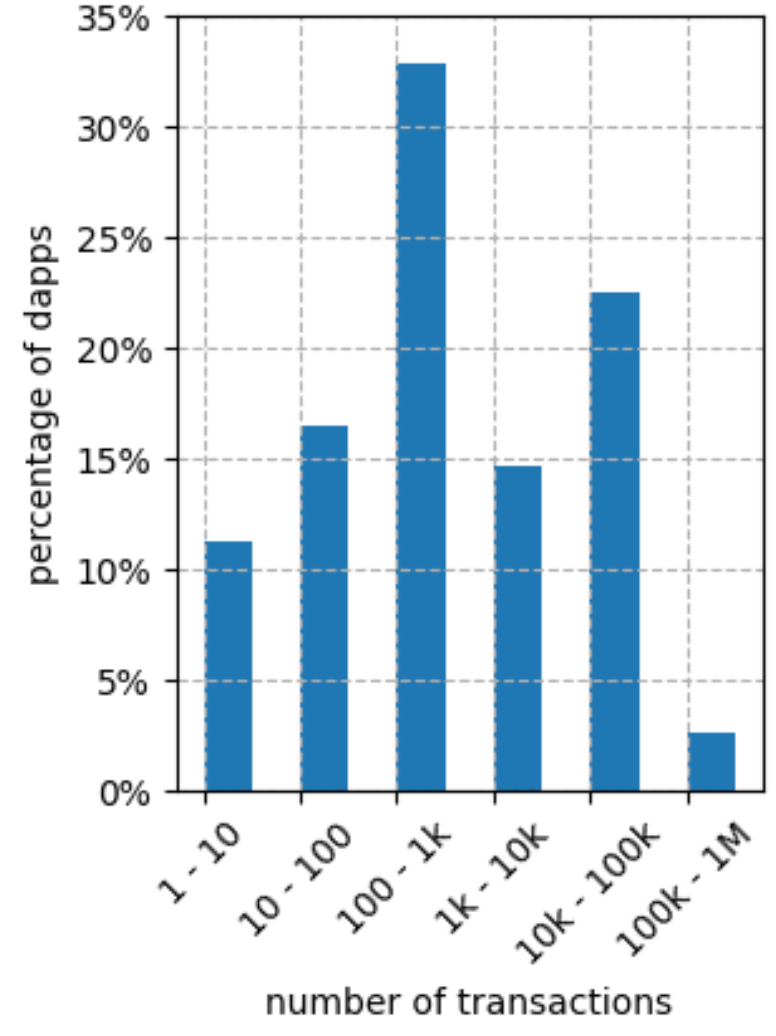 35%
30%
25%
20%
15%
10%
5%
0%
percentage of dapps
1 - 10
10 - 100
100 - 1k
1k - 10k
10k - 100k
100k - 1M
number of transactions